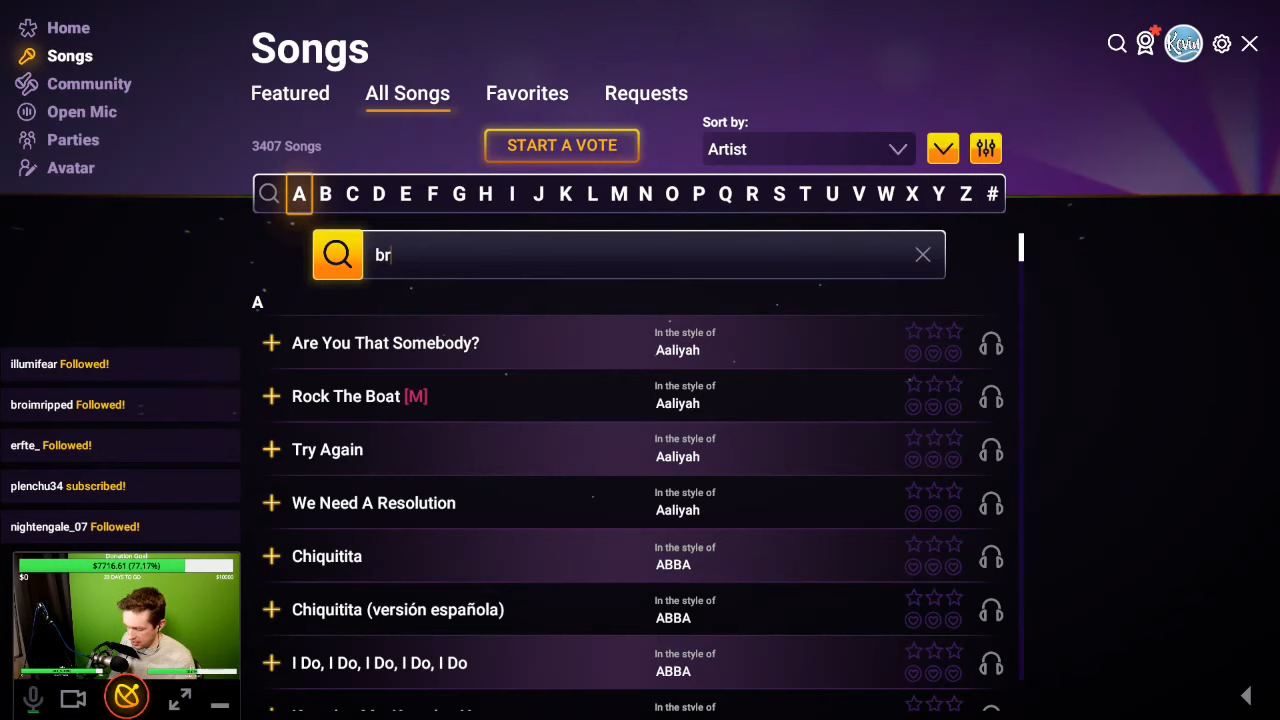 Home
Songs
Community
Open Mic
Parties
Avatar
Songs
Kevin
Featured
All Songs
Favorites
Requests
3407 Songs
START A VOTE
Sort by:
Artist
A B C D E F G H I J K L M N O P Q R S T U V W X Y Z #
br
A
Are You That Somebody?
In the style of
Aaliyah
Rock The Boat [M]
In the style of
Aaliyah
Try Again
In the style of
Aaliyah
We Need A Resolution
In the style of
Aaliyah
Chiquitita
In the style of
ABBA
Chiquitita (versión española)
In the style of
ABBA
I Do, I Do, I Do, I Do, I Do
In the style of
ABBA
In the style of
illumifear Followed!
broimripped Followed!
erfte_ Followed!
plenchu34 subscribed!
nightengale_07 Followed!
Donation Goal
$7716.61 (77.17%)
$0
23 DAYS TO GO
$10000